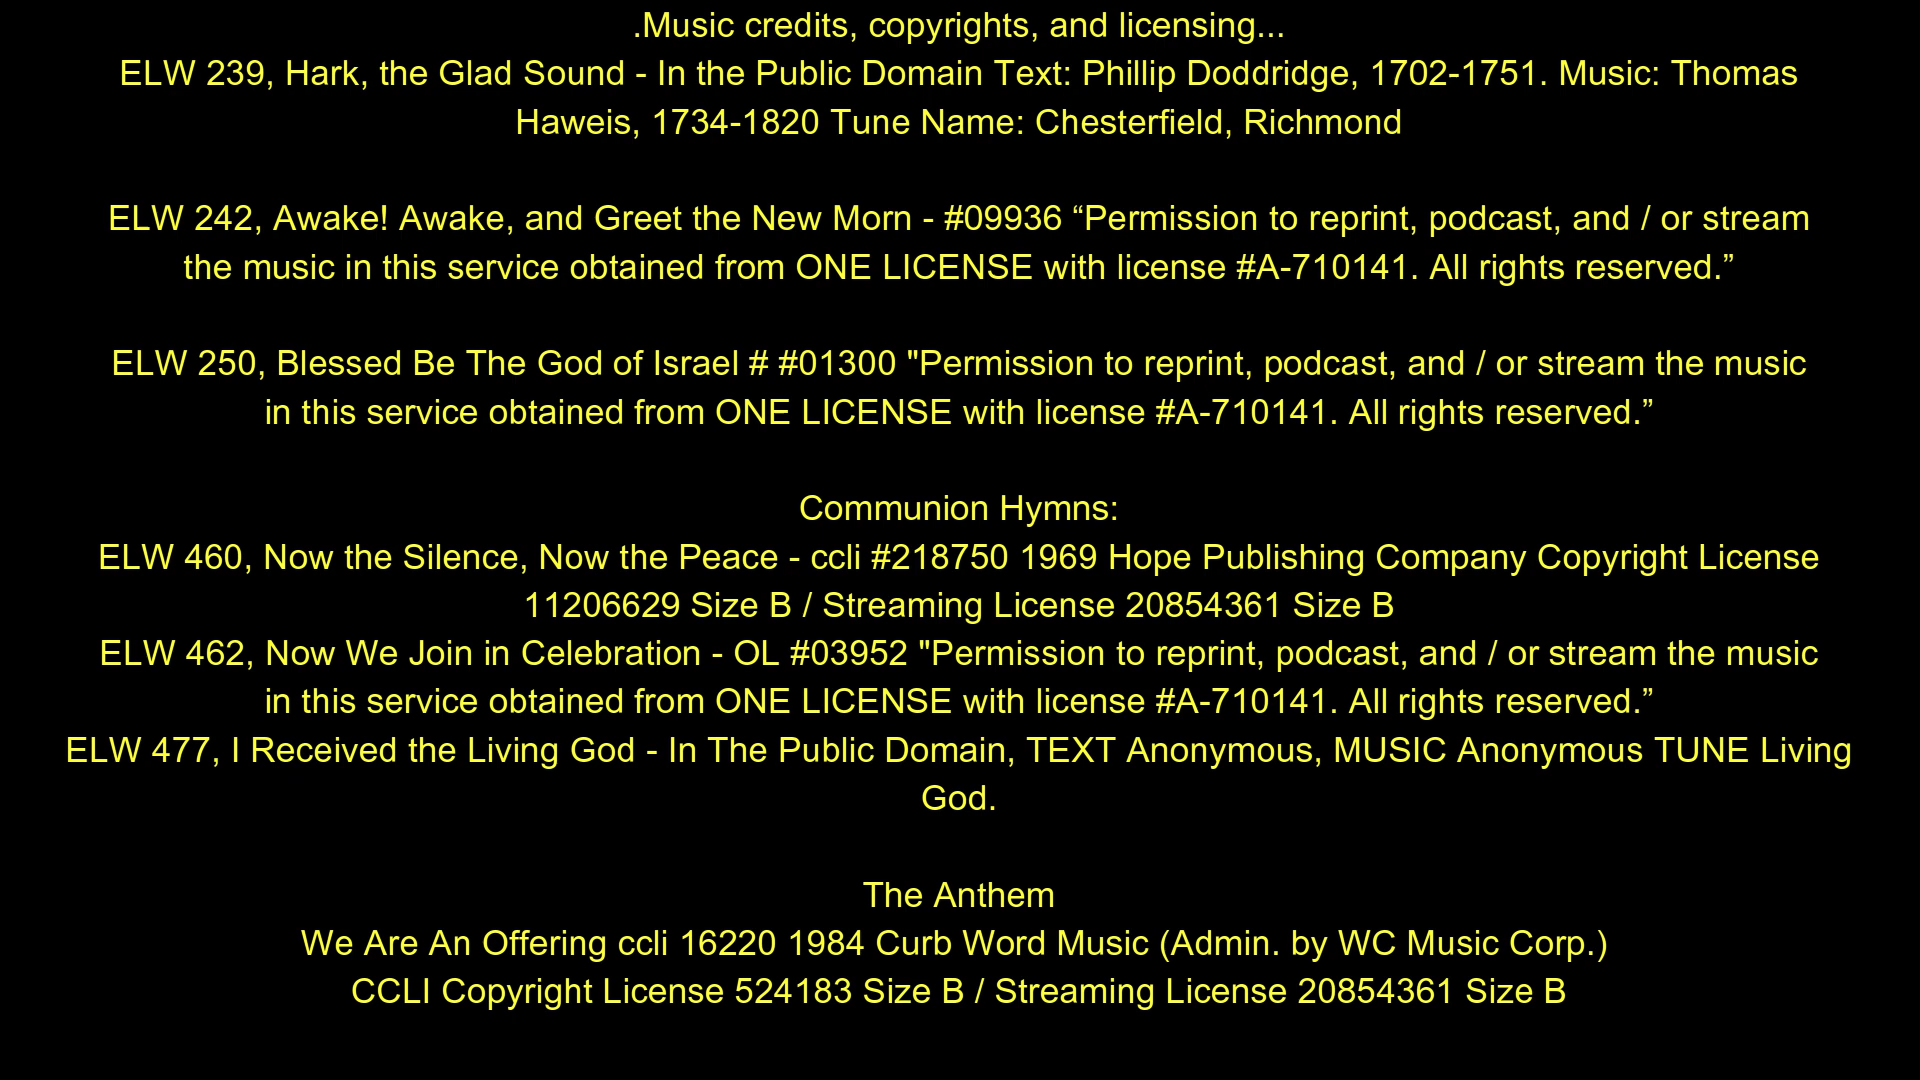 .Music credits, copyrights, and licensing...
ELW 239, Hark, the Glad Sound - In the Public Domain Text: Phillip Doddridge, 1702-1751. Music: Thomas
Haweis, 1734-1820 Tune Name: Chesterfield, Richmond
ELW 242, Awake! Awake, and Greet the New Morn - #09936 “Permission to reprint, podcast, and / or stream
the music in this service obtained from ONE LICENSE with license #A-710141. All rights reserved.”
ELW 250, Blessed Be The God of Israel # #01300 "Permission to reprint, podcast, and / or stream the music
in this service obtained from ONE LICENSE with license #A-710141. All rights reserved.”
Communion Hymns:
ELW 460, Now the Silence, Now the Peace - ccli #218750 1969 Hope Publishing Company Copyright License
11206629 Size B / Streaming License 20854361 Size B
ELW 462, Now We Join in Celebration - OL #03952 "Permission to reprint, podcast, and / or stream the music
in this service obtained from ONE LICENSE with license #A-710141. All rights reserved.”
ELW 477, I Received the Living God - In The Public Domain, TEXT Anonymous, MUSIC Anonymous TUNE Living
God.
The Anthem
We Are An Offering ccli 16220 1984 Curb Word Music (Admin. by WC Music Corp.)
CCLI Copyright License 524183 Size B / Streaming License 20854361 Size B